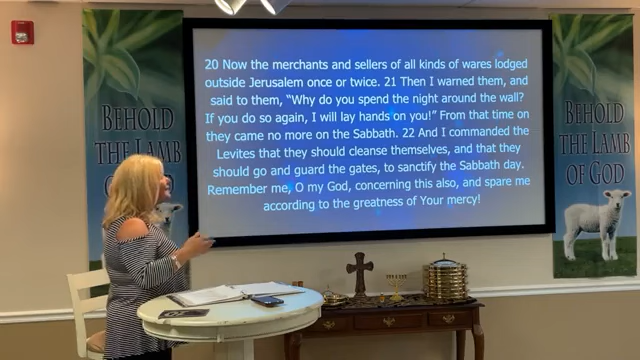 20 Now the merchants and sellers of all kinds of wares lodged
outside Jerusalem once or twice. 21 Then I warned them, and
said to them, “Why do you spend the night around the wall?
If you do so again, I will lay hands on you!” From that time on
they came no more on the Sabbath. 22 And I commanded the
Levites that they should cleanse themselves, and that they
should go and guard the gates, to sanctify the Sabbath day.
Remember me, O my God, concerning this also, and spare me
according to the greatness of Your mercy!
BEHOLD
THE LAMB
OF GOD
BEHOLD
THE LAMB
OF GOD